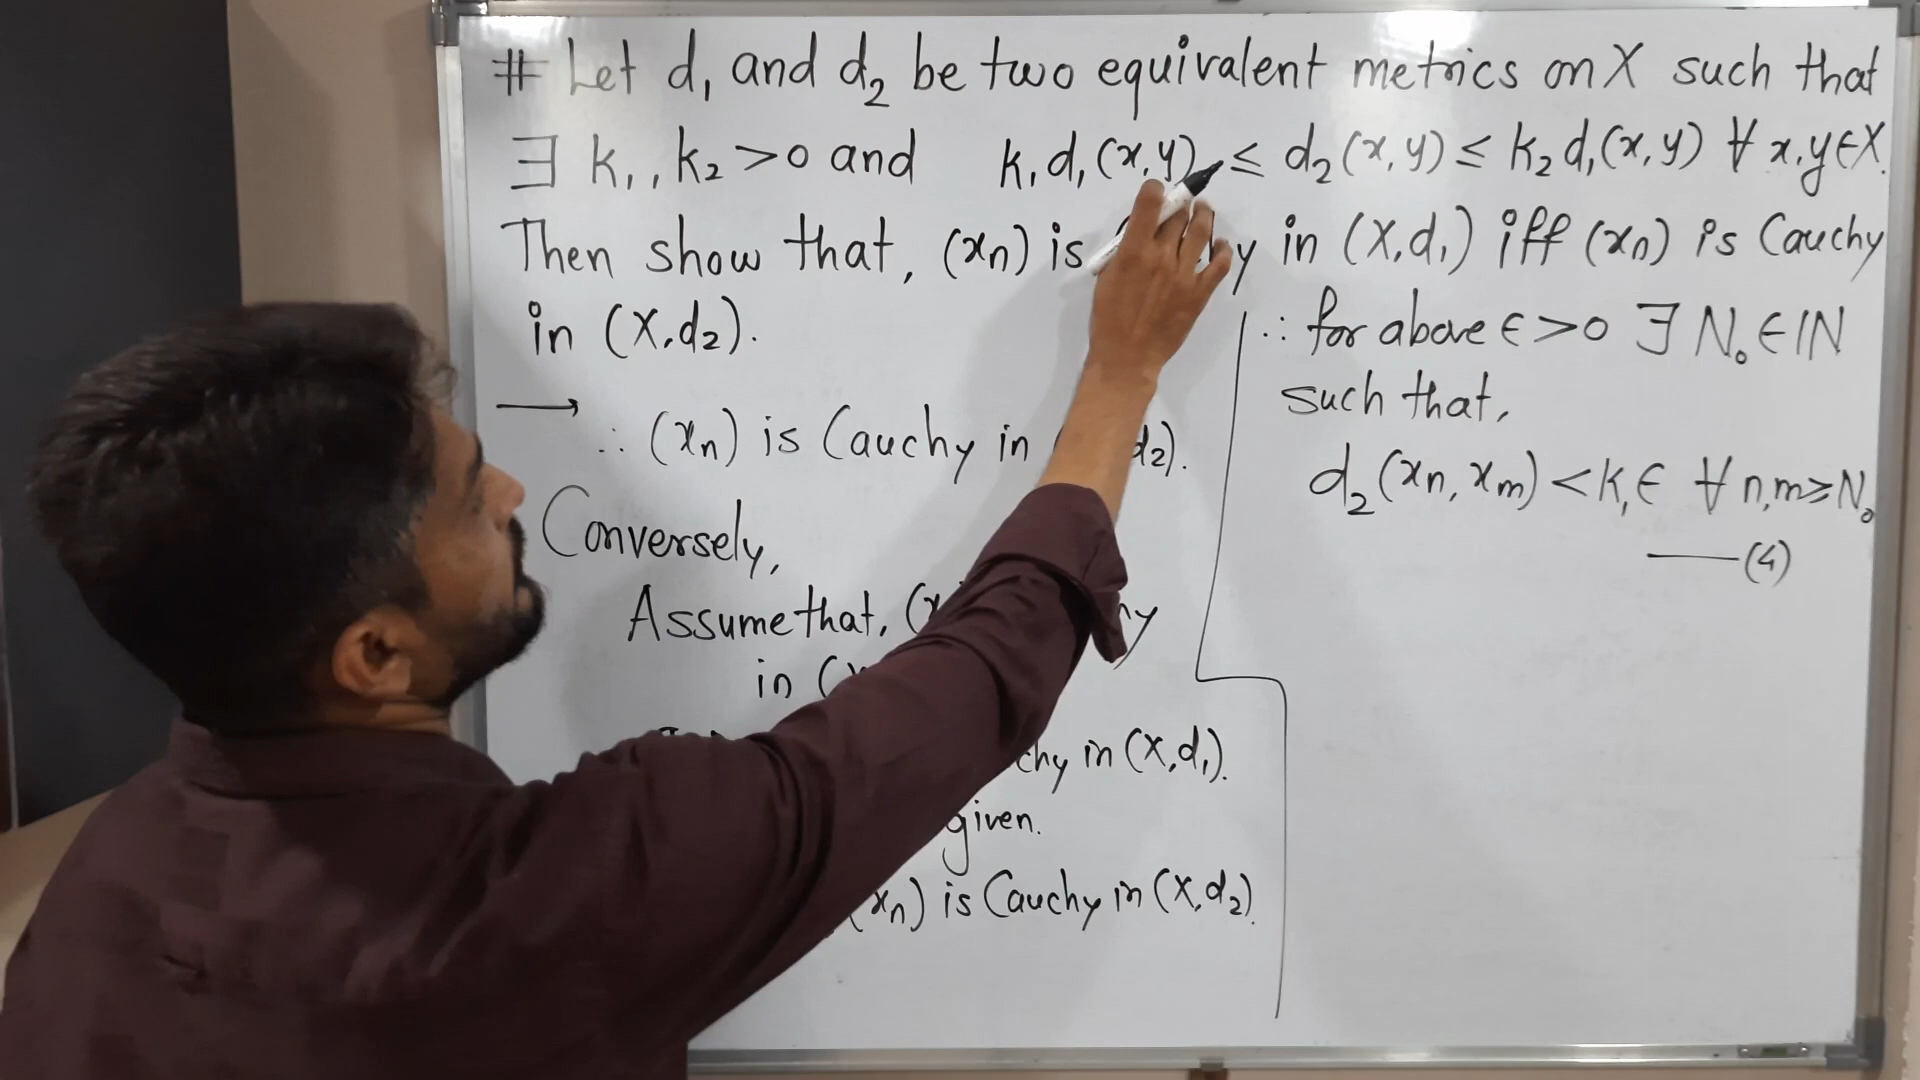 # Let d₁ and d₂ be two equivalent metrics on X such that
∃ k₁, k₂ > 0 and k₁d₁(x,y) ≤ d₂(x,y) ≤ k₂d₁(x,y) ∀ x,y∈X.
Then show that, (xₙ) is in (X,d₁) iff (xₙ) is Cauchy
in (X,d₂).
→ ∴ (xₙ) is Cauchy in d₂).
Conversely,
Assume that, (x
in (
chy in (X,d₁).
given.
(xₙ) is Cauchy in (X,d₂).
∴ for above ∈>0 ∃ N₀∈ℕ
such that,
d₂(xₙ,xₘ) < k₁∈ ∀ n,m≥N₀
—(4)